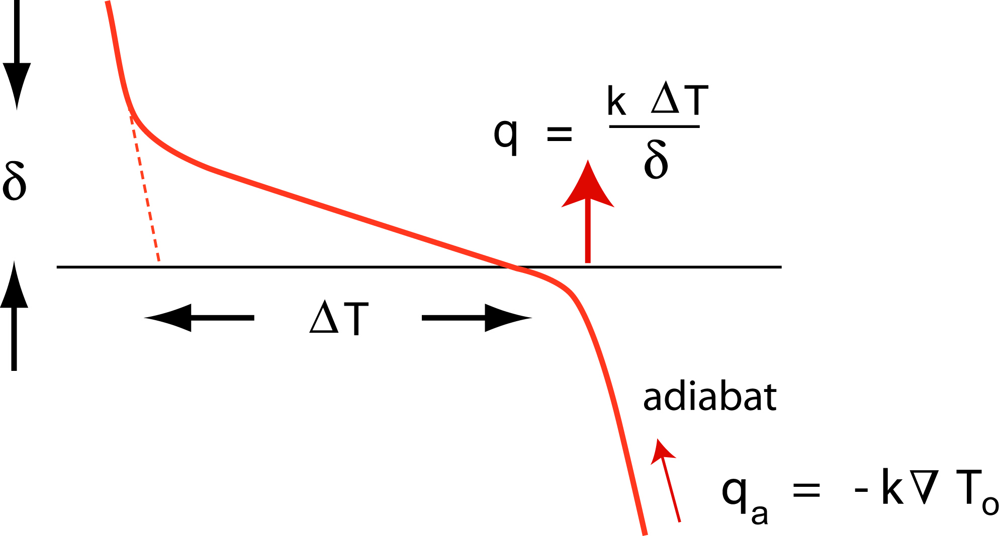 q = k ΔT / δ
δ
ΔT
adiabat
qₐ = - k ∇ Tₒ